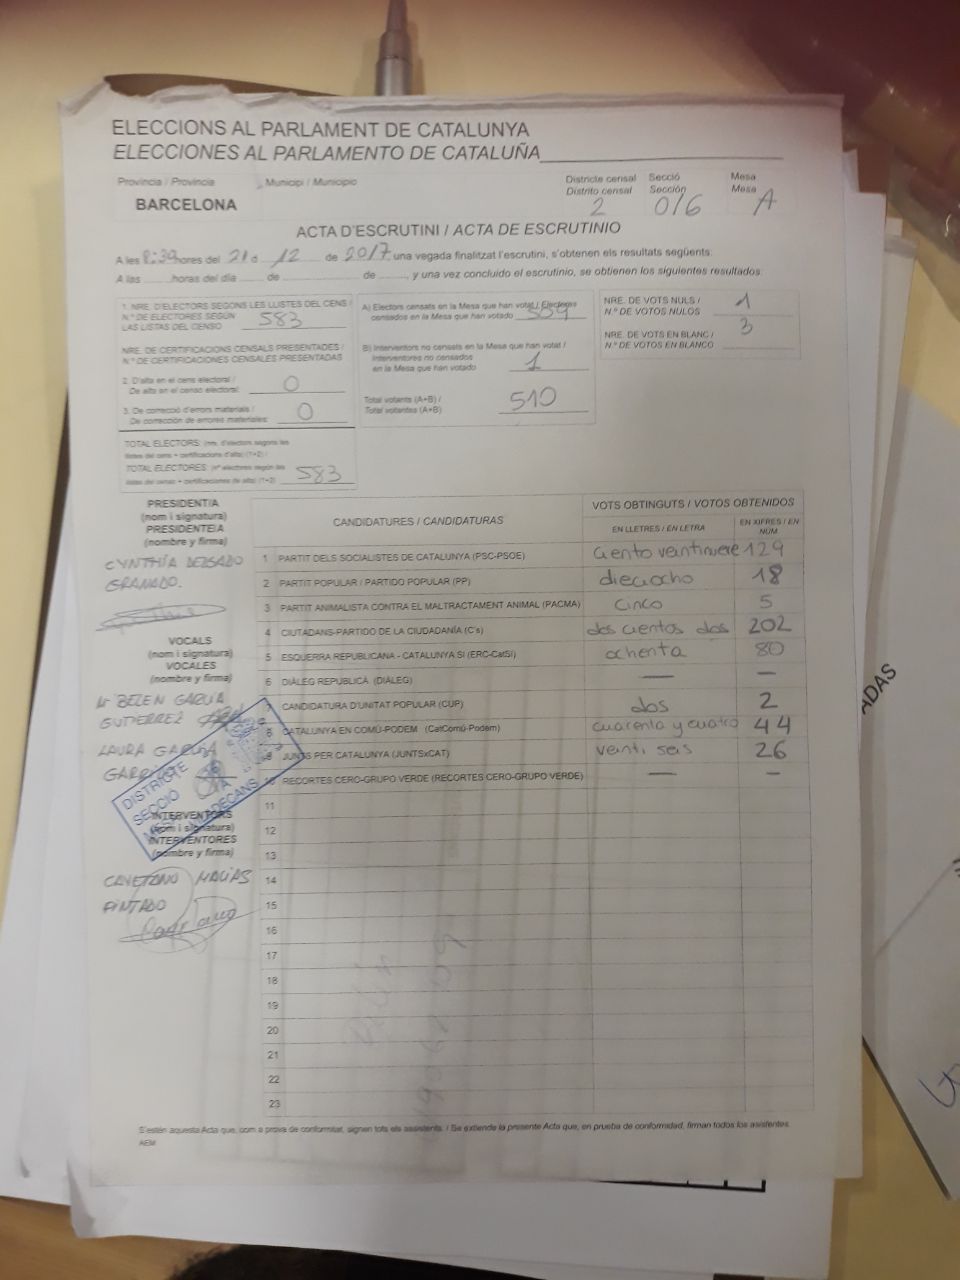 ELECCIONS AL PARLAMENT DE CATALUNYA
ELECCIONES AL PARLAMENTO DE CATALUÑA
Província / Provincia
Municipi / Municipio
Districte censal
Distrito censal
Secció
Sección
Mesa
Mesa
BARCELONA
2
016
A
ACTA D'ESCRUTINI / ACTA DE ESCRUTINIO
A les 8:39 hores del 21 d 12 de 2017, una vegada finalitzat l'escrutini, s'obtenen els resultats següents:
A las ........horas del día ........ de ........................ de ........, y una vez concluido el escrutinio, se obtienen los siguientes resultados:
1. NRE. D'ELECTORS SEGONS LES LLISTES DEL CENS /
N.º DE ELECTORES SEGÚN
LAS LISTAS DEL CENSO 583
NRE. DE CERTIFICACIONS CENSALS PRESENTADES /
N.º DE CERTIFICACIONES CENSALES PRESENTADAS
2. D'alta en el cens electoral /
De alta en el censo electoral: 0
3. De correcció d'errors materials /
De corrección de errores materiales: 0
TOTAL ELECTORS: (nre. d'electors segons les
llistes del cens + certificacions d'alta) (1+2) /
TOTAL ELECTORES: (nº electores según las
listas del censo + certificaciones de alta) (1+2) 583
A) Electors censats en la Mesa que han votat / Electores
censados en la Mesa que han votado 509
B) Interventors no censats en la Mesa que han votat /
Interventores no censados
en la Mesa que han votado 1
Total votants (A+B) /
Total votantes (A+B) 510
NRE. DE VOTS NULS /
N.º DE VOTOS NULOS 1
NRE. DE VOTS EN BLANC /
N.º DE VOTOS EN BLANCO 3
PRESIDENT/A
(nom i signatura)
PRESIDENTE/A
(nombre y firma)
CYNTHIA DELGADO
GRANADO.
VOCALS
(nom i signatura)
VOCALES
(nombre y firma)
Mª BELEN GARCÍA
GUTIERREZ
LAURA GARCÍA
DISTRICTE 2
SECCIO 16
A
INTERVENTORS
(nom i signatura)
INTERVENTORES
(nombre y firma)
CAYETANO MACÍAS
PINTADO
CANDIDATURES / CANDIDATURAS
VOTS OBTINGUTS / VOTOS OBTENIDOS
EN LLETRES / EN LETRA
EN XIFRES / EN NÚM.
1 PARTIT DELS SOCIALISTES DE CATALUNYA (PSC-PSOE) ciento veintinueve 129
2 PARTIT POPULAR / PARTIDO POPULAR (PP) dieciocho 18
3 PARTIT ANIMALISTA CONTRA EL MALTRACTAMENT ANIMAL (PACMA) cinco 5
4 CIUTADANS-PARTIDO DE LA CIUDADANÍA (C's) dos cientos dos 202
5 ESQUERRA REPUBLICANA - CATALUNYA SÍ (ERC-CatSí) ochenta 80
6 DIÀLEG REPUBLICÀ (DIÀLEG) — —
7 CANDIDATURA D'UNITAT POPULAR (CUP) dos 2
8 CATALUNYA EN COMÚ-PODEM (CatComú-Podem) cuarenta y cuatro 44
9 JUNTS PER CATALUNYA (JUNTSxCAT) veinti seis 26
10 RECORTES CERO-GRUPO VERDE (RECORTES CERO-GRUPO VERDE) — —
11
12
13
14
15
16
17
18
19
20
21
22
23
S'estén aquesta Acta que, com a prova de conformitat, signen tots els assistents. / Se extiende la presente Acta que, en prueba de conformidad, firman todos los asistentes.
AEM
ADAS